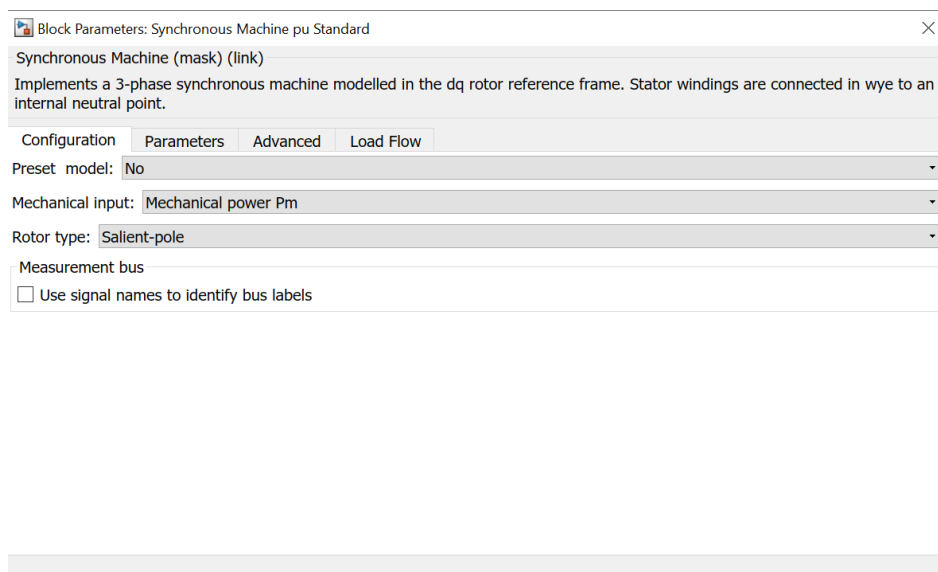 Block Parameters: Synchronous Machine pu Standard
Synchronous Machine (mask) (link)
Implements a 3-phase synchronous machine modelled in the dq rotor reference frame. Stator windings are connected in wye to an
internal neutral point.
Configuration Parameters Advanced Load Flow
Preset model: No
Mechanical input: Mechanical power Pm
Rotor type: Salient-pole
Measurement bus
Use signal names to identify bus labels